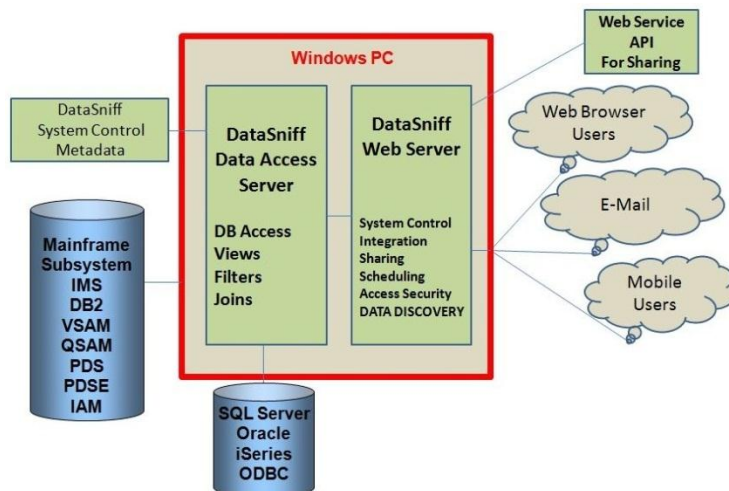 Windows PC
Web Service
API
For Sharing
DataSniff
System Control
Metadata
DataSniff
Data Access
Server
DB Access
Views
Filters
Joins
DataSniff
Web Server
System Control
Integration
Sharing
Scheduling
Access Security
DATA DISCOVERY
Web Browser
Users
E-Mail
Mobile
Users
Mainframe
Subsystem
IMS
DB2
VSAM
QSAM
PDS
PDSE
IAM
SQL Server
Oracle
iSeries
ODBC